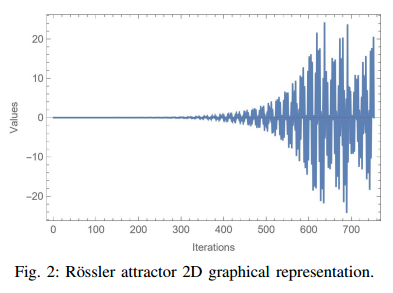 20
10
0
−10
−20
Values
0 100 200 300 400 500 600 700
Iterations
Fig. 2: Rössler attractor 2D graphical representation.